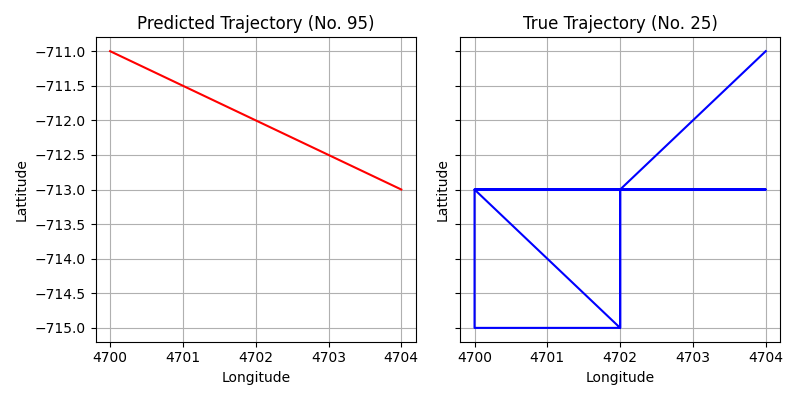 Predicted Trajectory (No. 95)
−711.0
−711.5
−712.0
−712.5
−713.0
−713.5
−714.0
−714.5
−715.0
Lattitude
4700 4701 4702 4703 4704
Longitude
True Trajectory (No. 25)
Lattitude
4700 4701 4702 4703 4704
Longitude